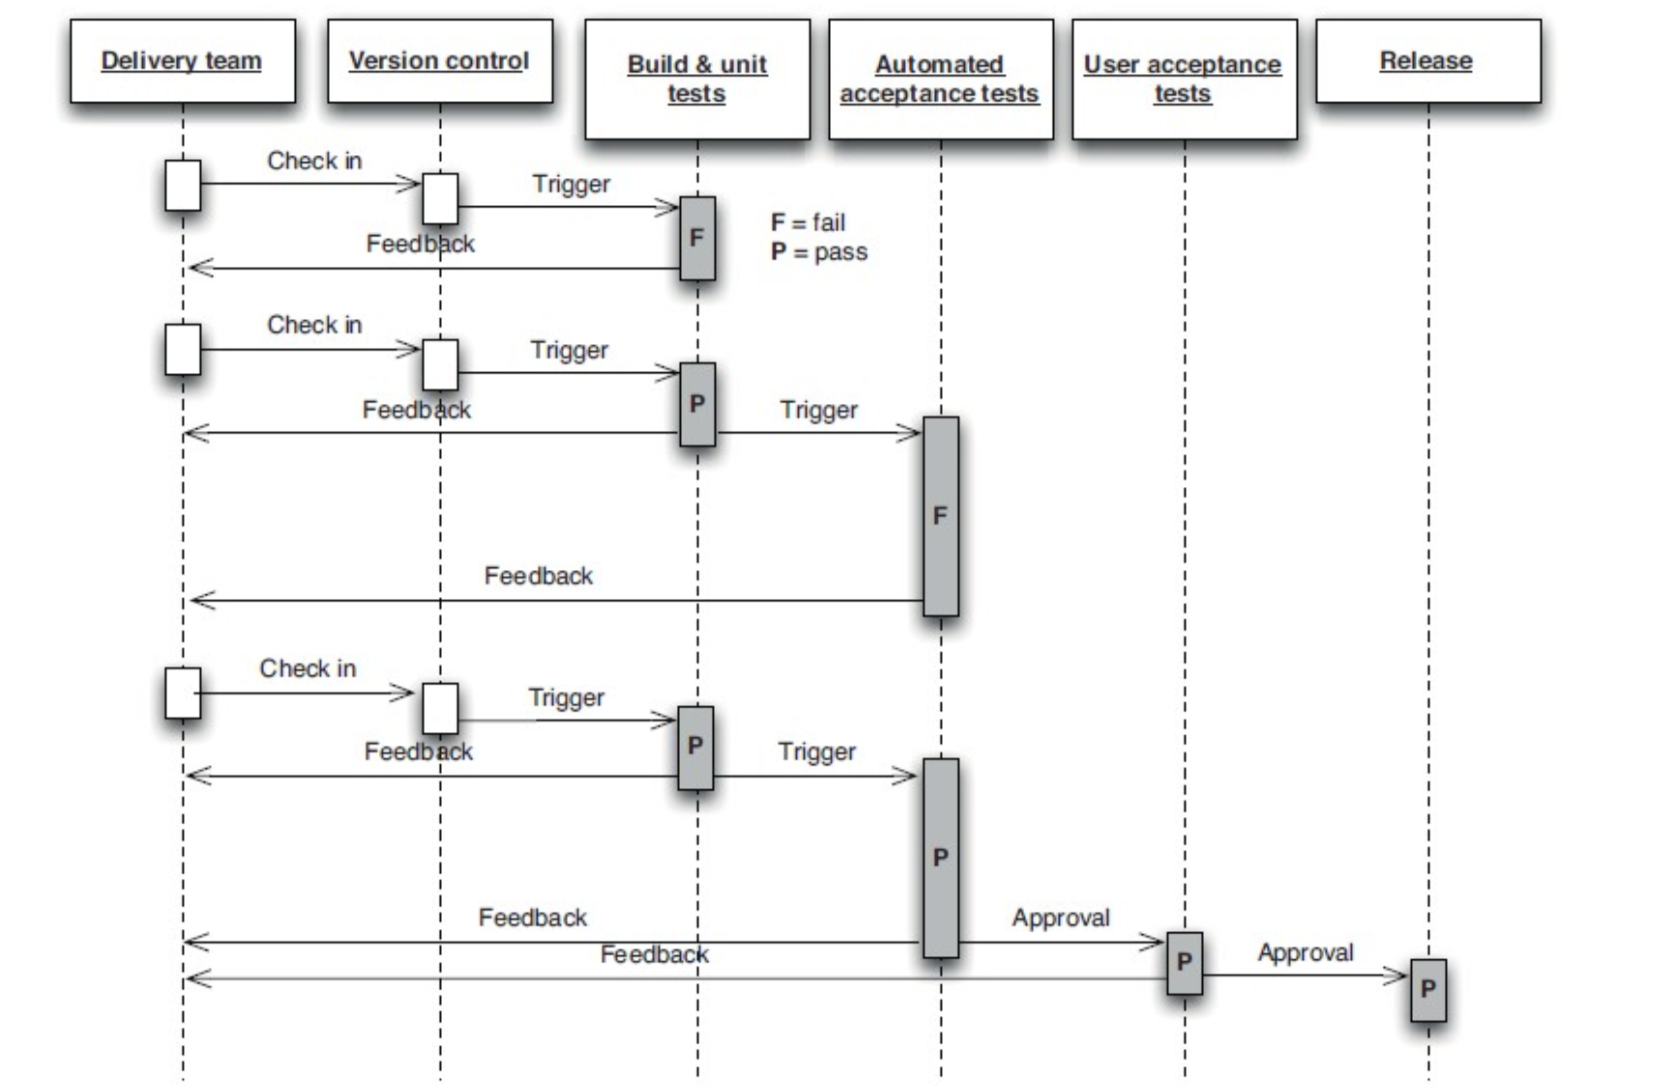 Delivery team
Version control
Build & unit
tests
Automated
acceptance tests
User acceptance
tests
Release
Check in
Trigger
F
F = fail
P = pass
Feedback
Check in
Trigger
P
Feedback
Trigger
F
Feedback
Check in
Trigger
P
Feedback
Trigger
P
Feedback
Approval
Feedback
P
Approval
P